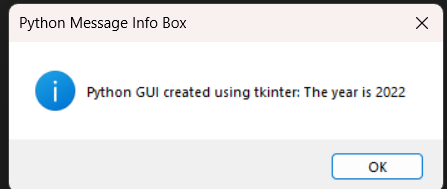 Python Message Info Box
Python GUI created using tkinter: The year is 2022
OK